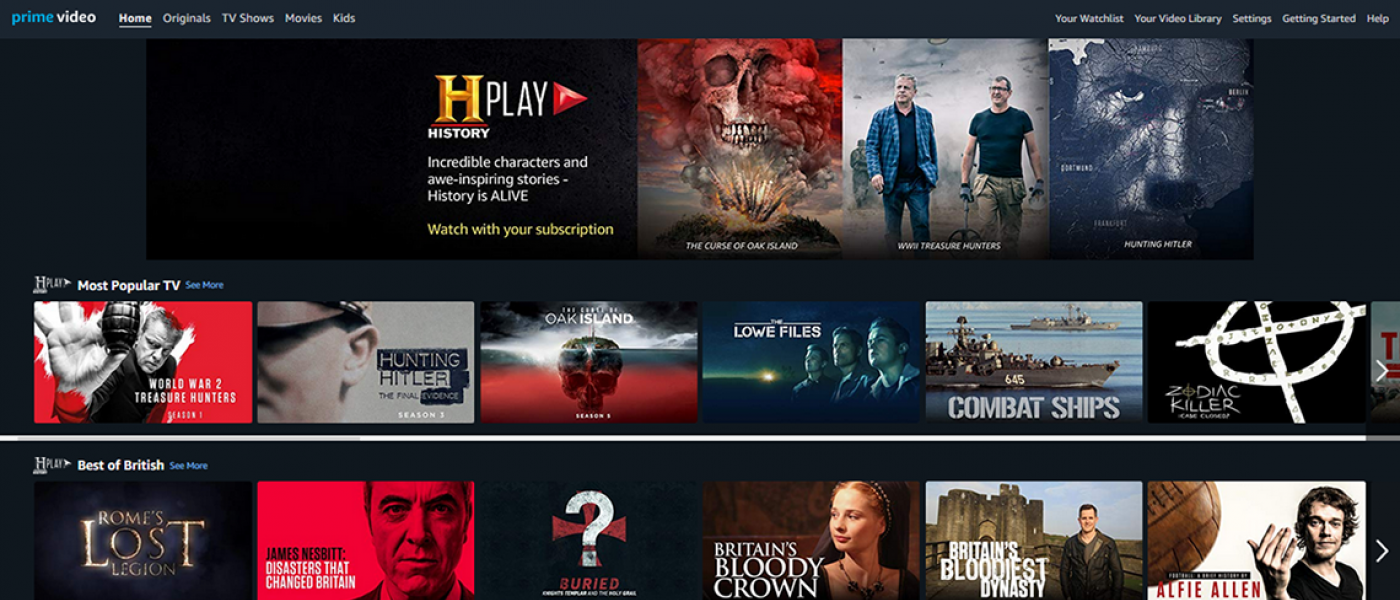 prime video Home Originals TV Shows Movies Kids Your Watchlist Your Video Library Settings Getting Started Help
H PLAY
HISTORY
Incredible characters and
awe-inspiring stories -
History is ALIVE
Watch with your subscription
THE CURSE OF OAK ISLAND
WWII TREASURE HUNTERS
HAMBURG
BERLIN
DORTMUND
FRANKFURT
HUNTING HITLER
H PLAY Most Popular TV See More
WORLD WAR 2
TREASURE HUNTERS
SEASON 1
HUNTING
HITLER
THE FINAL EVIDENCE
SEASON 3
THE CURSE OF
OAK ISLAND
SEASON 5
THE
LOWE FILES
645
COMBAT SHIPS
ZODIAC
KILLER
CASE CLOSED?
H PLAY Best of British See More
ROME'S
LOST
LEGION
JAMES NESBITT:
DISASTERS THAT
CHANGED BRITAIN
?
BURIED
KNIGHTS TEMPLAR AND THE HOLY GRAIL
BRITAIN'S
BLOODY
CROWN
BRITAIN'S
BLOODIEST
DYNASTY
FOOTBALL: A BRIEF HISTORY BY
ALFIE ALLEN